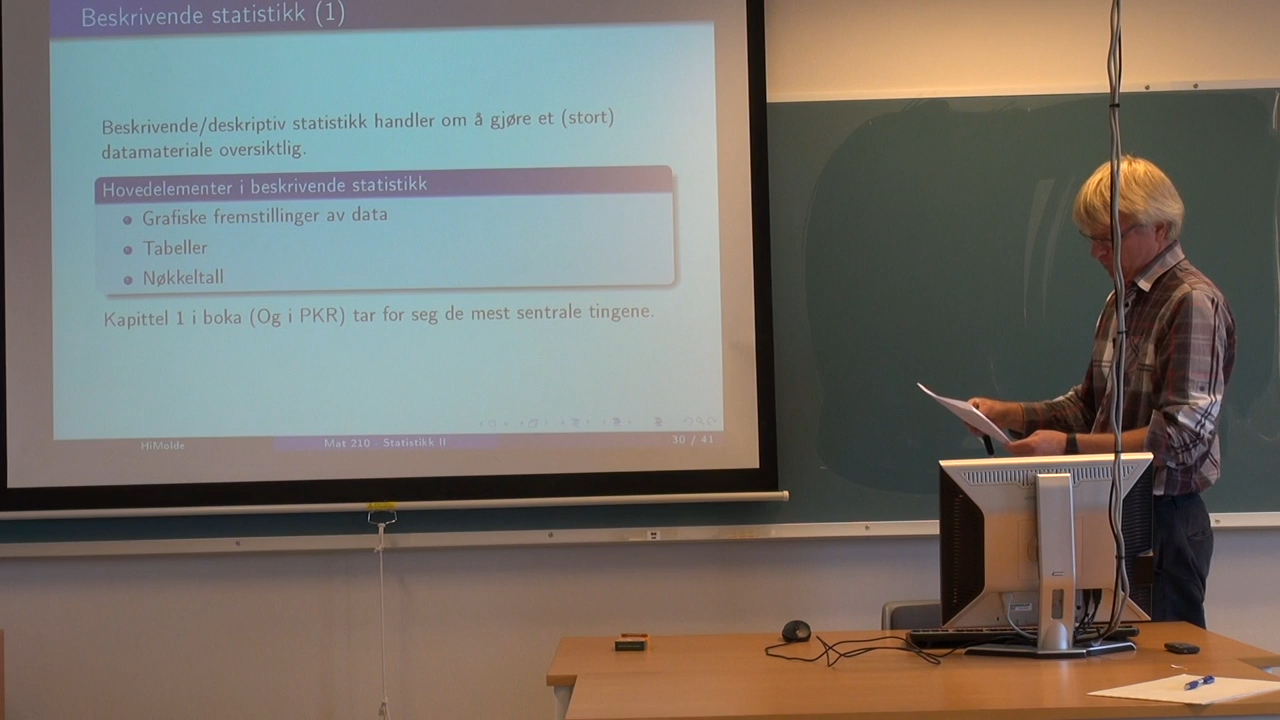 Beskrivende statistikk (1)
Beskrivende/deskriptiv statistikk handler om å gjøre et (stort)
datamateriale oversiktlig.
Hovedelementer i beskrivende statistikk
Grafiske fremstillinger av data
Tabeller
Nøkkeltall
Kapittel 1 i boka (Og i PKR) tar for seg de mest sentrale tingene.
HiMolde
Mat 210 - Statistikk II
30 / 41